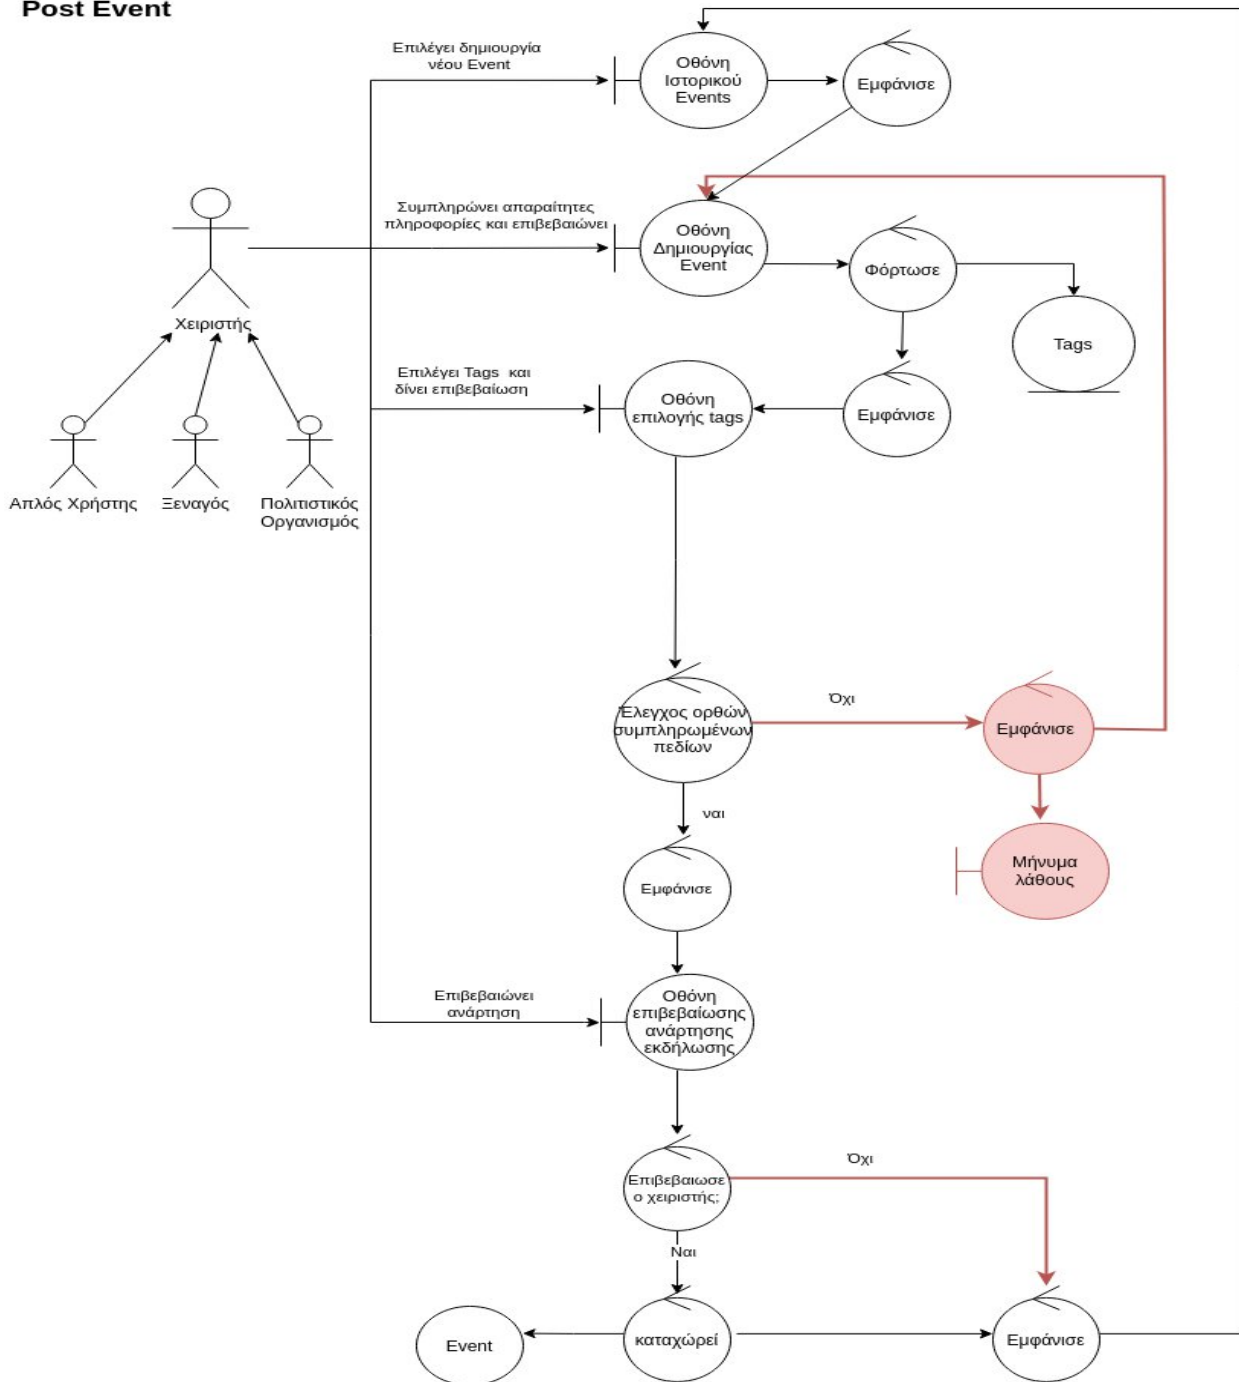 Post Event
Επιλέγει δημιουργία
νέου Event
Οθόνη
Ιστορικού
Events
Εμφάνισε
Συμπληρώνει απαραίτητες
πληροφορίες και επιβεβαιώνει
Οθόνη
Δημιουργίας
Event
Φόρτωσε
Tags
Χειριστής
Επιλέγει Tags και
δίνει επιβεβαίωση
Οθόνη
επιλογής tags
Εμφάνισε
Απλός Χρήστης
Ξεναγός
Πολιτιστικός
Οργανισμός
Έλεγχος ορθών
συμπληρωμένων
πεδίων
Όχι
Εμφάνισε
ναι
Μήνυμα
λάθους
Εμφάνισε
Επιβεβαιώνει
ανάρτηση
Οθόνη
επιβεβαίωσης
ανάρτησης
εκδήλωσης
Επιβεβαιωσε
ο χειριστής;
Όχι
Ναι
Event
καταχώρεί
Εμφάνισε